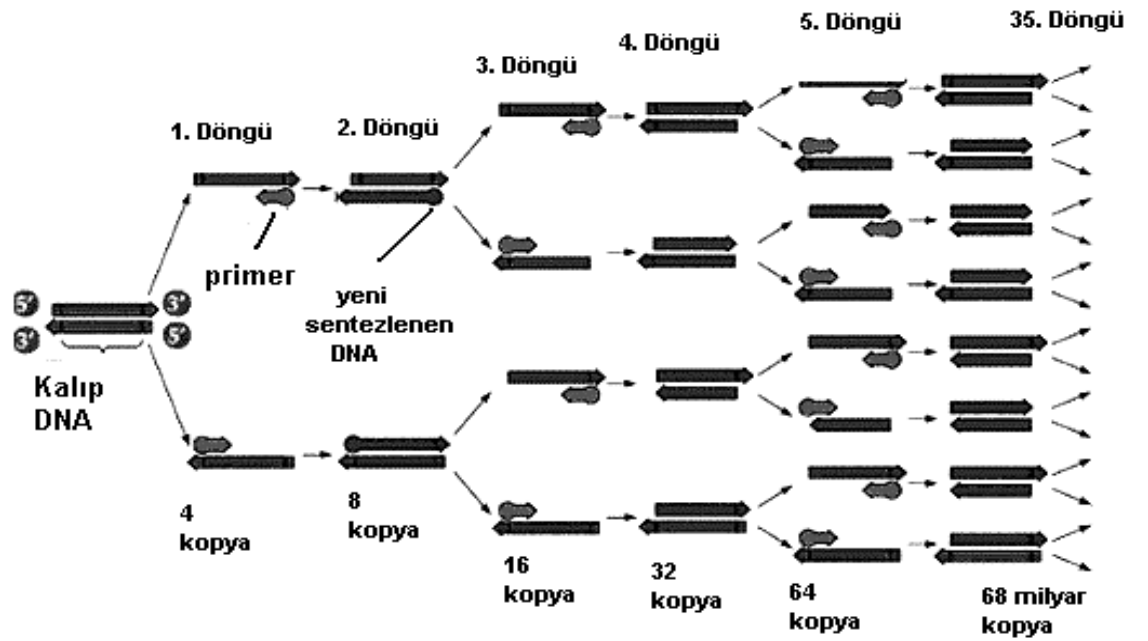 1. Döngü
2. Döngü
3. Döngü
4. Döngü
5. Döngü
35. Döngü
primer
yeni
sentezlenen
DNA
5'
3'
3'
5'
Kalıp
DNA
4
kopya
8
kopya
16
kopya
32
kopya
64
kopya
68 milyar
kopya